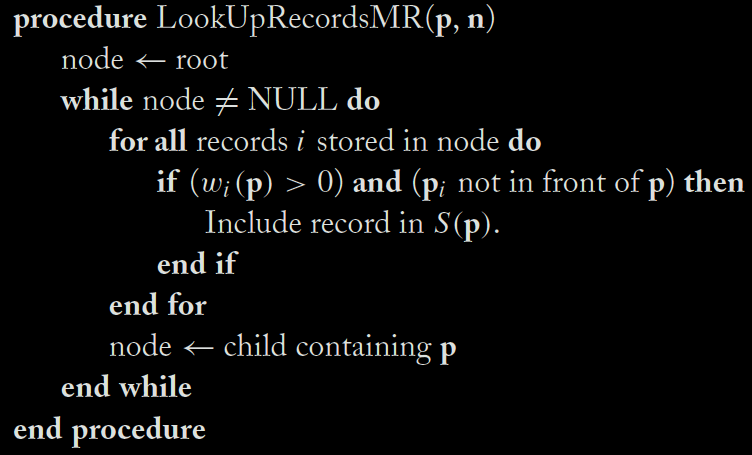 procedure LookUpRecordsMR(p, n)
node ← root
while node ≠ NULL do
for all records i stored in node do
if (wᵢ(p) > 0) and (pᵢ not in front of p) then
Include record in S(p).
end if
end for
node ← child containing p
end while
end procedure